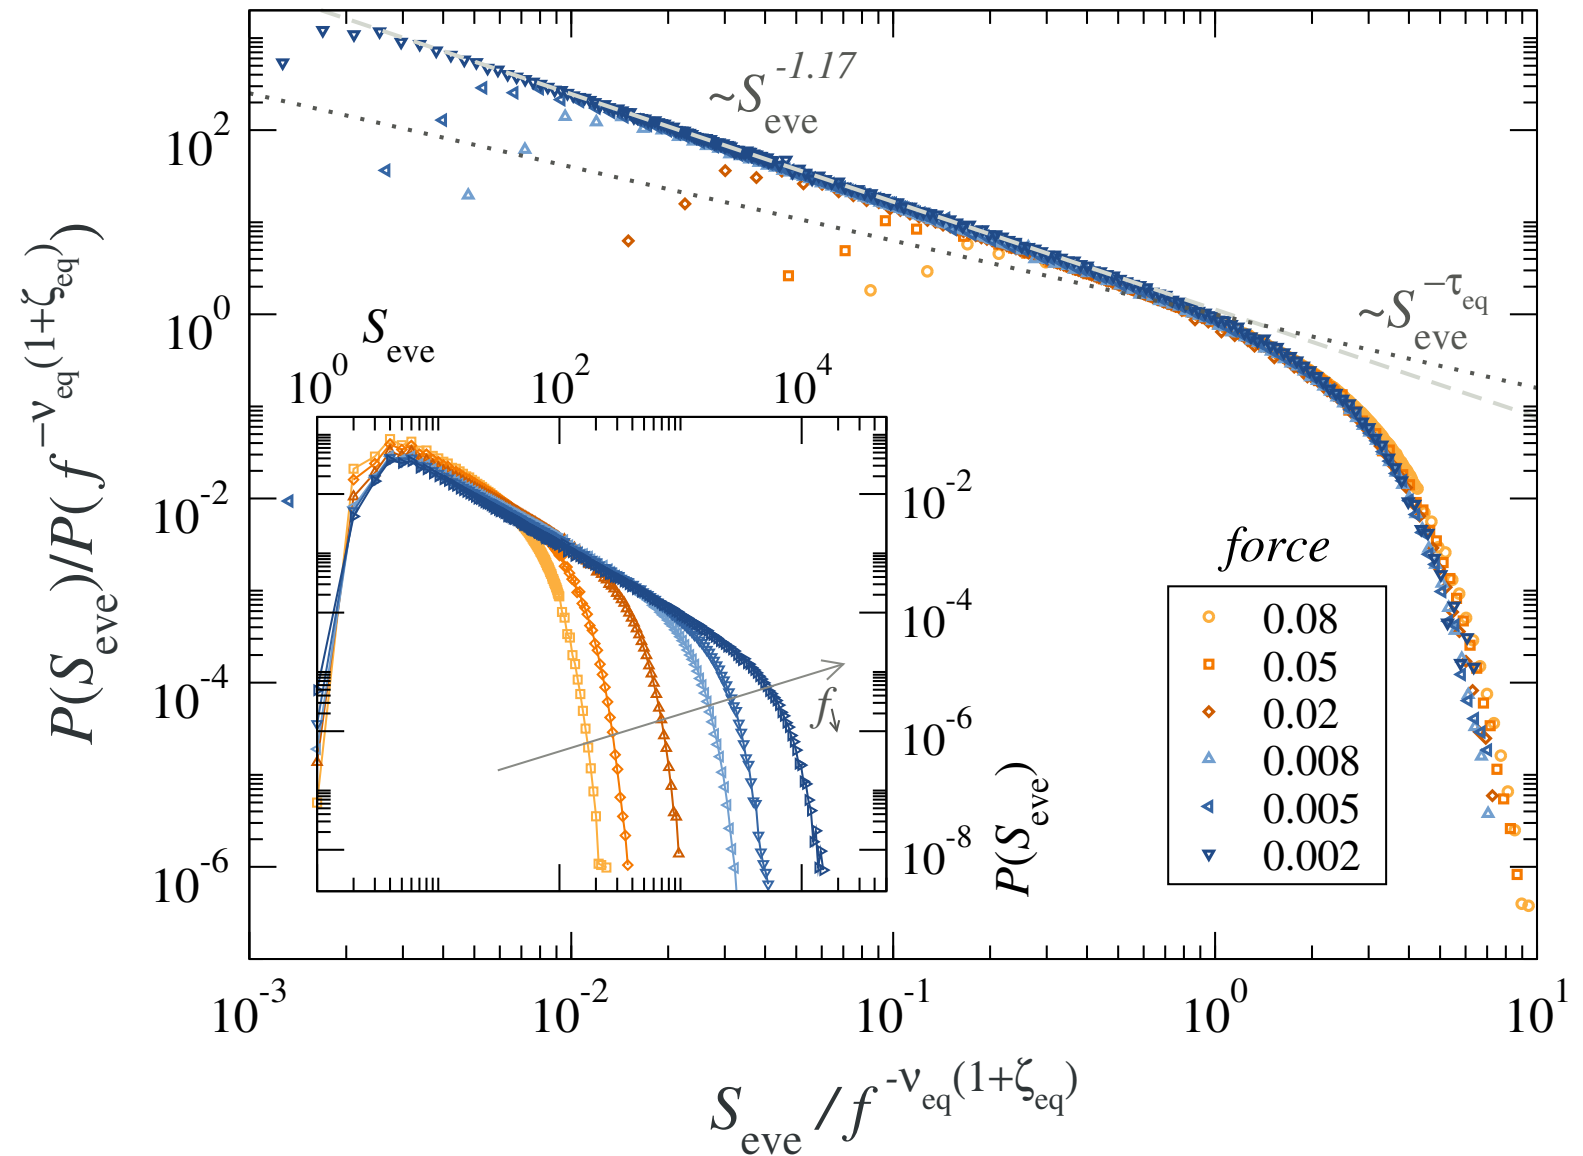 ~S_eve^-1.17
~S_eve^−τ_eq
P(S_eve)/P(f^−ν_eq(1+ζ_eq))
10^2
10^0
10^-2
10^-4
10^-6
S_eve
10^0 10^2 10^4
10^-2
10^-4
10^-6
10^-8
P(S_eve)
f↓
force
0.08
0.05
0.02
0.008
0.005
0.002
10^-3 10^-2 10^-1 10^0 10^1
S_eve / f^-ν_eq(1+ζ_eq)